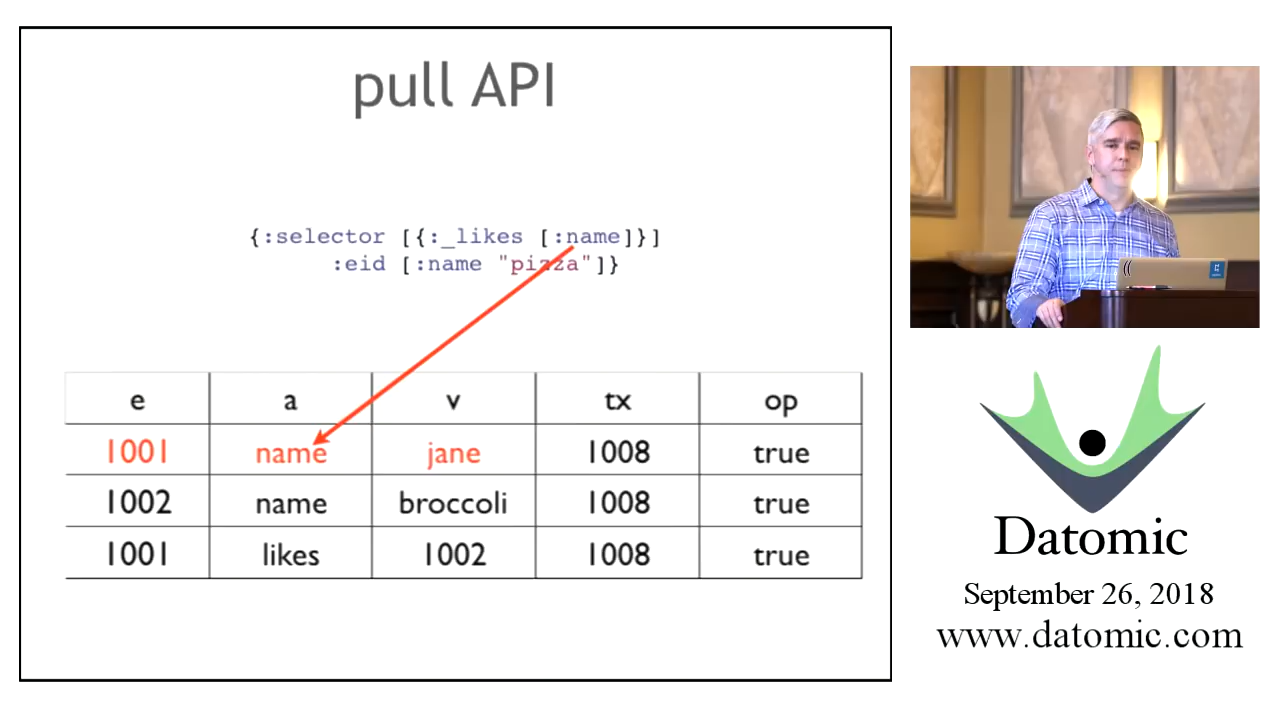 pull API
{:selector [{:_likes [:name]}]
:eid [:name "pizza"]}
e a v tx op
1001 name jane 1008 true
1002 name broccoli 1008 true
1001 likes 1002 1008 true
Datomic
September 26, 2018
www.datomic.com